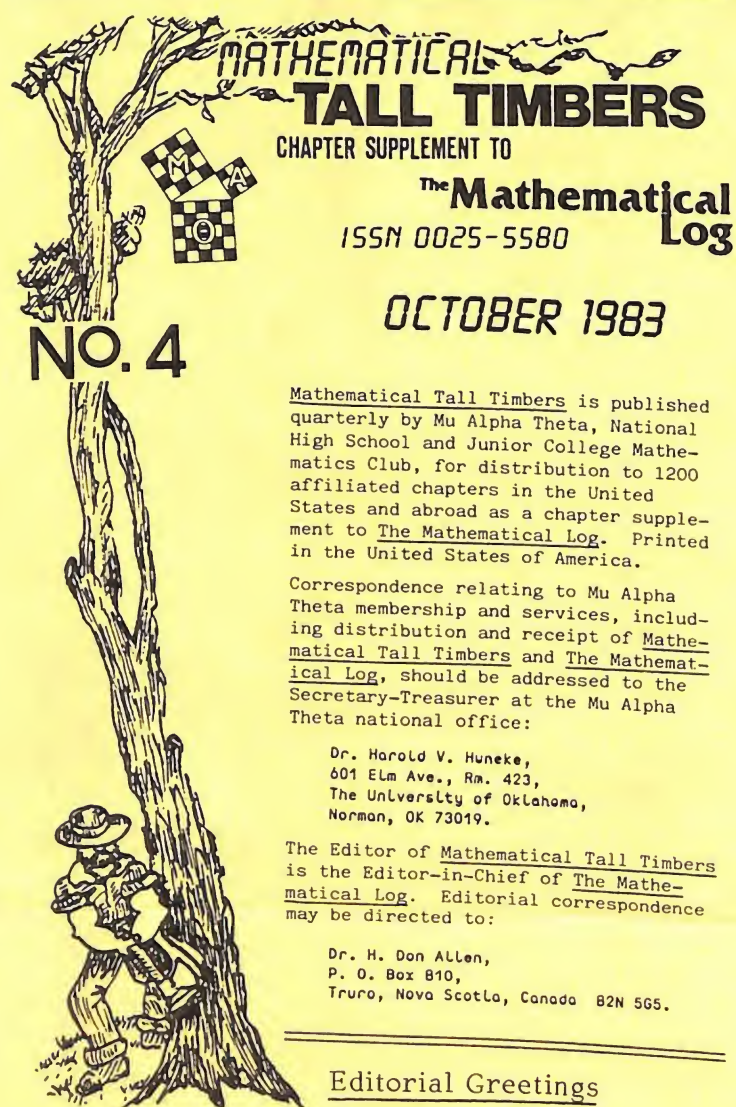 MATHEMATICAL
TALL TIMBERS
CHAPTER SUPPLEMENT TO
The Mathematical
Log
ISSN 0025-5580
M A
Θ
OCTOBER 1983
No. 4
Mathematical Tall Timbers is published
quarterly by Mu Alpha Theta, National
High School and Junior College Mathe-
matics Club, for distribution to 1200
affiliated chapters in the United
States and abroad as a chapter supple-
ment to The Mathematical Log. Printed
in the United States of America.
Correspondence relating to Mu Alpha
Theta membership and services, includ-
ing distribution and receipt of Mathe-
matical Tall Timbers and The Mathemat-
ical Log, should be addressed to the
Secretary-Treasurer at the Mu Alpha
Theta national office:
Dr. Harold V. Huneke,
601 Elm Ave., Rm. 423,
The University of Oklahoma,
Norman, OK 73019.
The Editor of Mathematical Tall Timbers
is the Editor-in-Chief of The Mathe-
matical Log. Editorial correspondence
may be directed to:
Dr. H. Don Allen,
P. O. Box 810,
Truro, Nova Scotia, Canada B2N 5G5.
Editorial Greetings